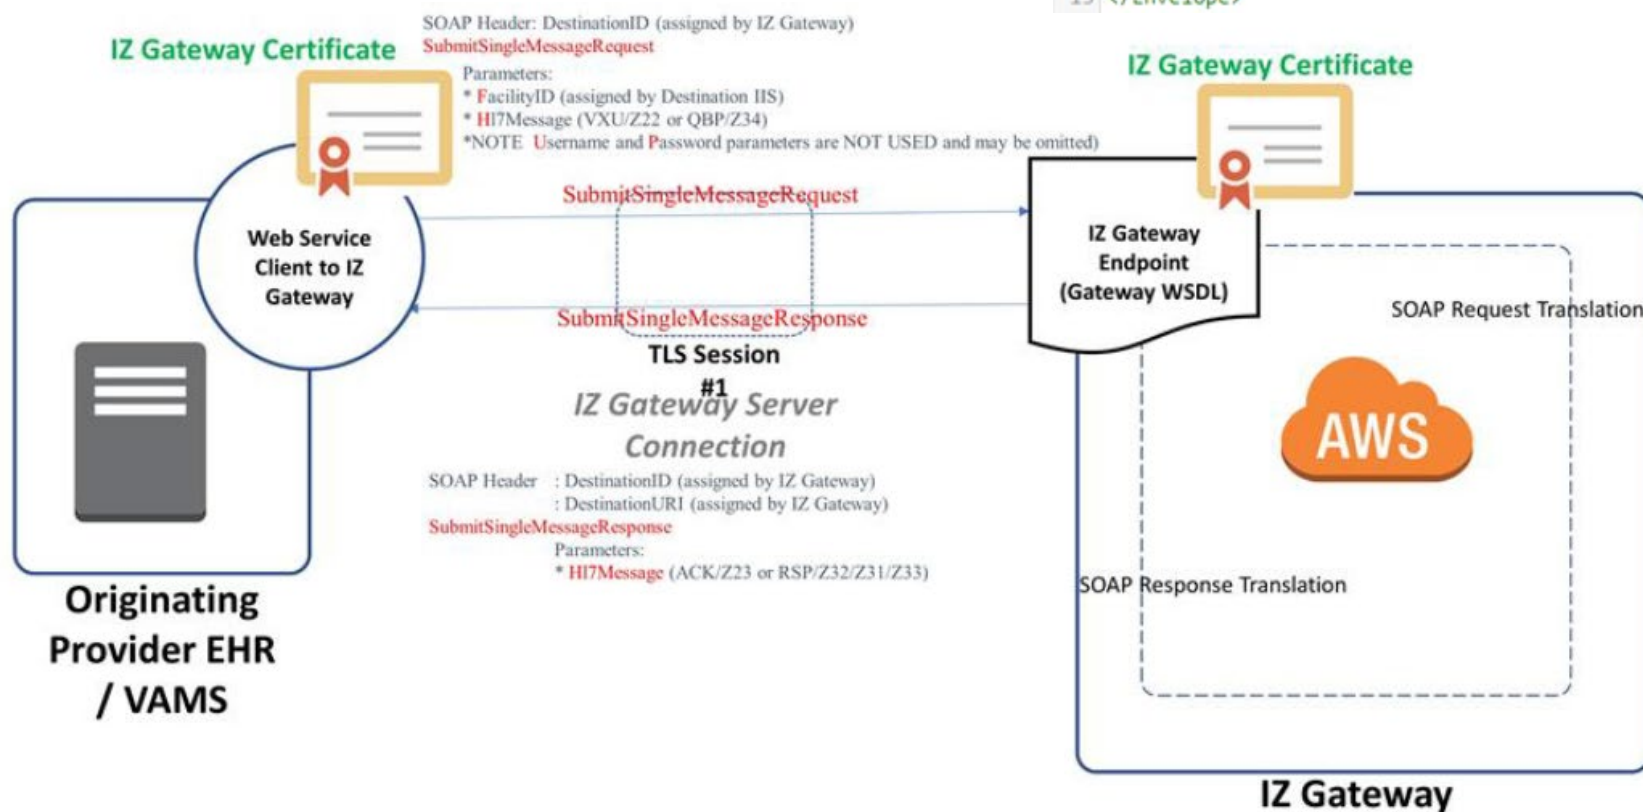 </Envelope>
SOAP Header: DestinationID (assigned by IZ Gateway)
SubmitSingleMessageRequest
IZ Gateway Certificate
Parameters:
* FacilityID (assigned by Destination IIS)
* Hl7Message (VXU/Z22 or QBP/Z34)
*NOTE Username and Password parameters are NOT USED and may be omitted)
IZ Gateway Certificate
SubmitSingleMessageRequest
Web Service
Client to IZ
Gateway
IZ Gateway
Endpoint
(Gateway WSDL)
SOAP Request Translation
SubmitSingleMessageResponse
TLS Session
#1
IZ Gateway Server
Connection
AWS
SOAP Header : DestinationID (assigned by IZ Gateway)
: DestinationURI (assigned by IZ Gateway)
SubmitSingleMessageResponse
Parameters:
* Hl7Message (ACK/Z23 or RSP/Z32/Z31/Z33)
SOAP Response Translation
Originating
Provider EHR
/ VAMS
IZ Gateway